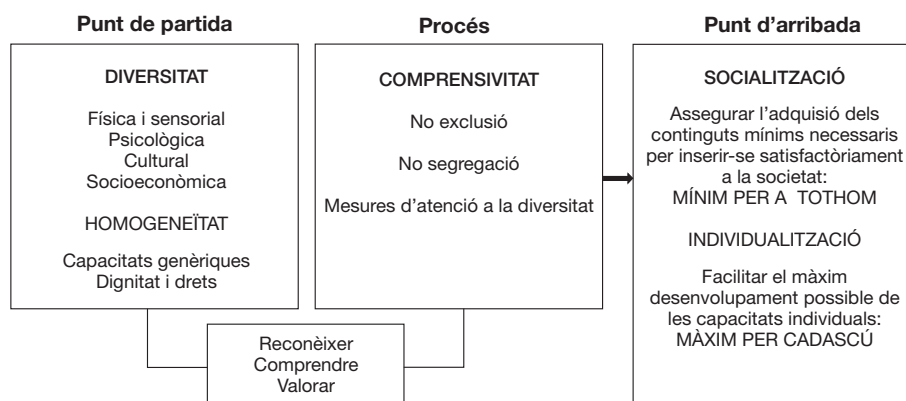 Punt de partida
DIVERSITAT
Física i sensorial
Psicològica
Cultural
Socioeconòmica
HOMOGENEÏTAT
Capacitats genèriques
Dignitat i drets
Procés
COMPRENSIVITAT
No exclusió
No segregació
Mesures d'atenció a la diversitat
Reconèixer
Comprendre
Valorar
Punt d'arribada
SOCIALITZACIÓ
Assegurar l'adquisició dels
continguts mínims necessaris
per inserir-se satisfactòriament
a la societat:
MÍNIM PER A TOTHOM
INDIVIDUALITZACIÓ
Facilitar el màxim
desenvolupament possible de
les capacitats individuals:
MÀXIM PER CADASCÚ